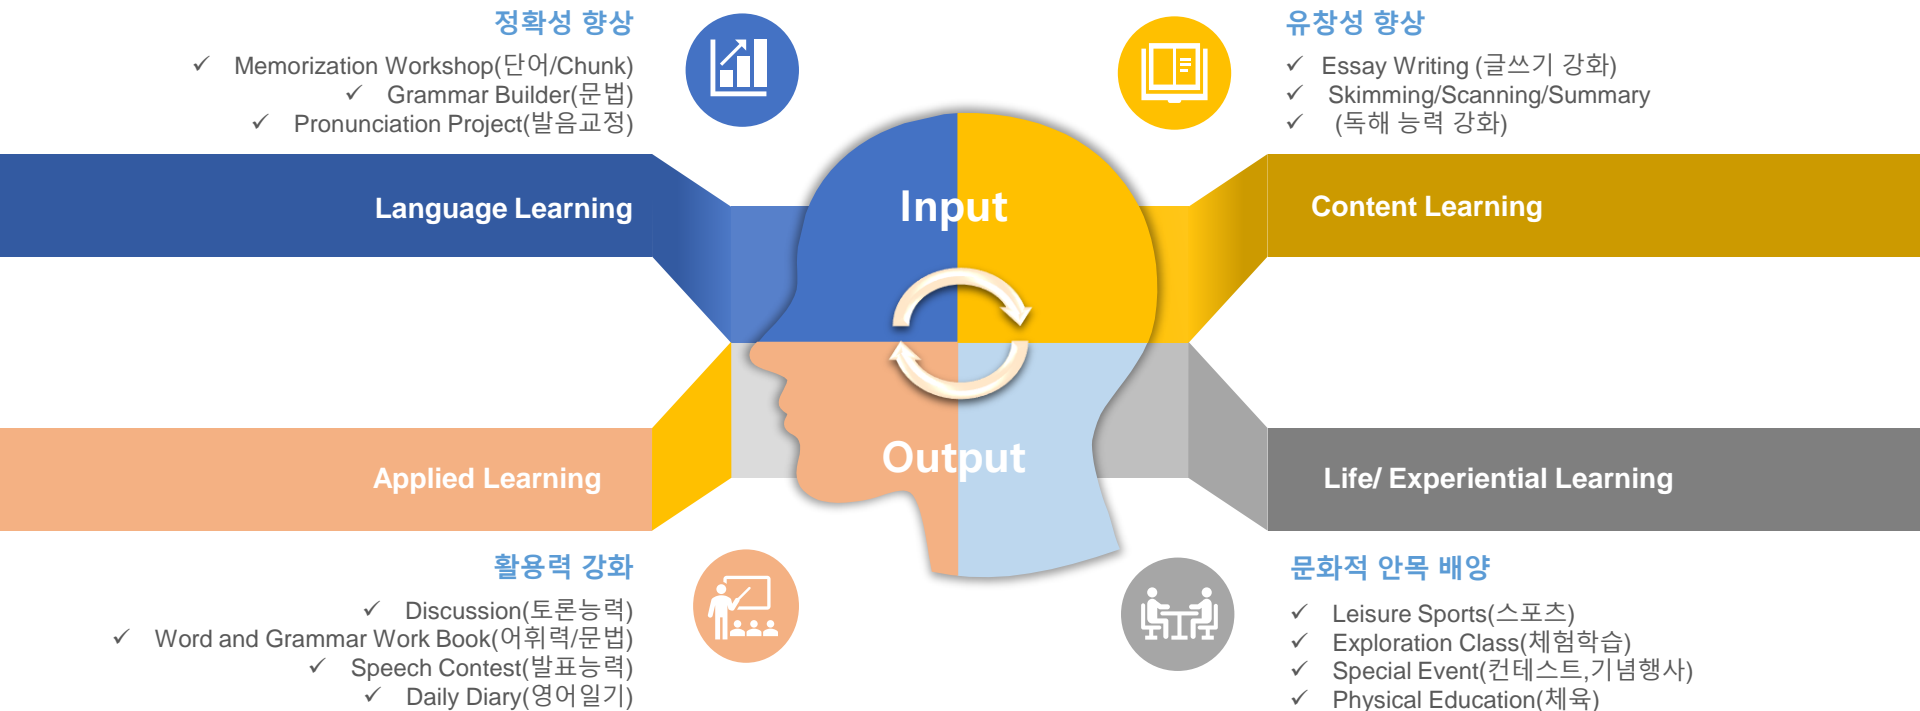 정확성 향상
Memorization Workshop(단어/Chunk)
Grammar Builder(문법)
Pronunciation Project(발음교정)
Language Learning
유창성 향상
Essay Writing (글쓰기 강화)
Skimming/Scanning/Summary
(독해 능력 강화)
Content Learning
Input
Output
Applied Learning
활용력 강화
Discussion(토론능력)
Word and Grammar Work Book(어휘력/문법)
Speech Contest(발표능력)
Daily Diary(영어일기)
Life/ Experiential Learning
문화적 안목 배양
Leisure Sports(스포츠)
Exploration Class(체험학습)
Special Event(컨테스트,기념행사)
Physical Education(체육)